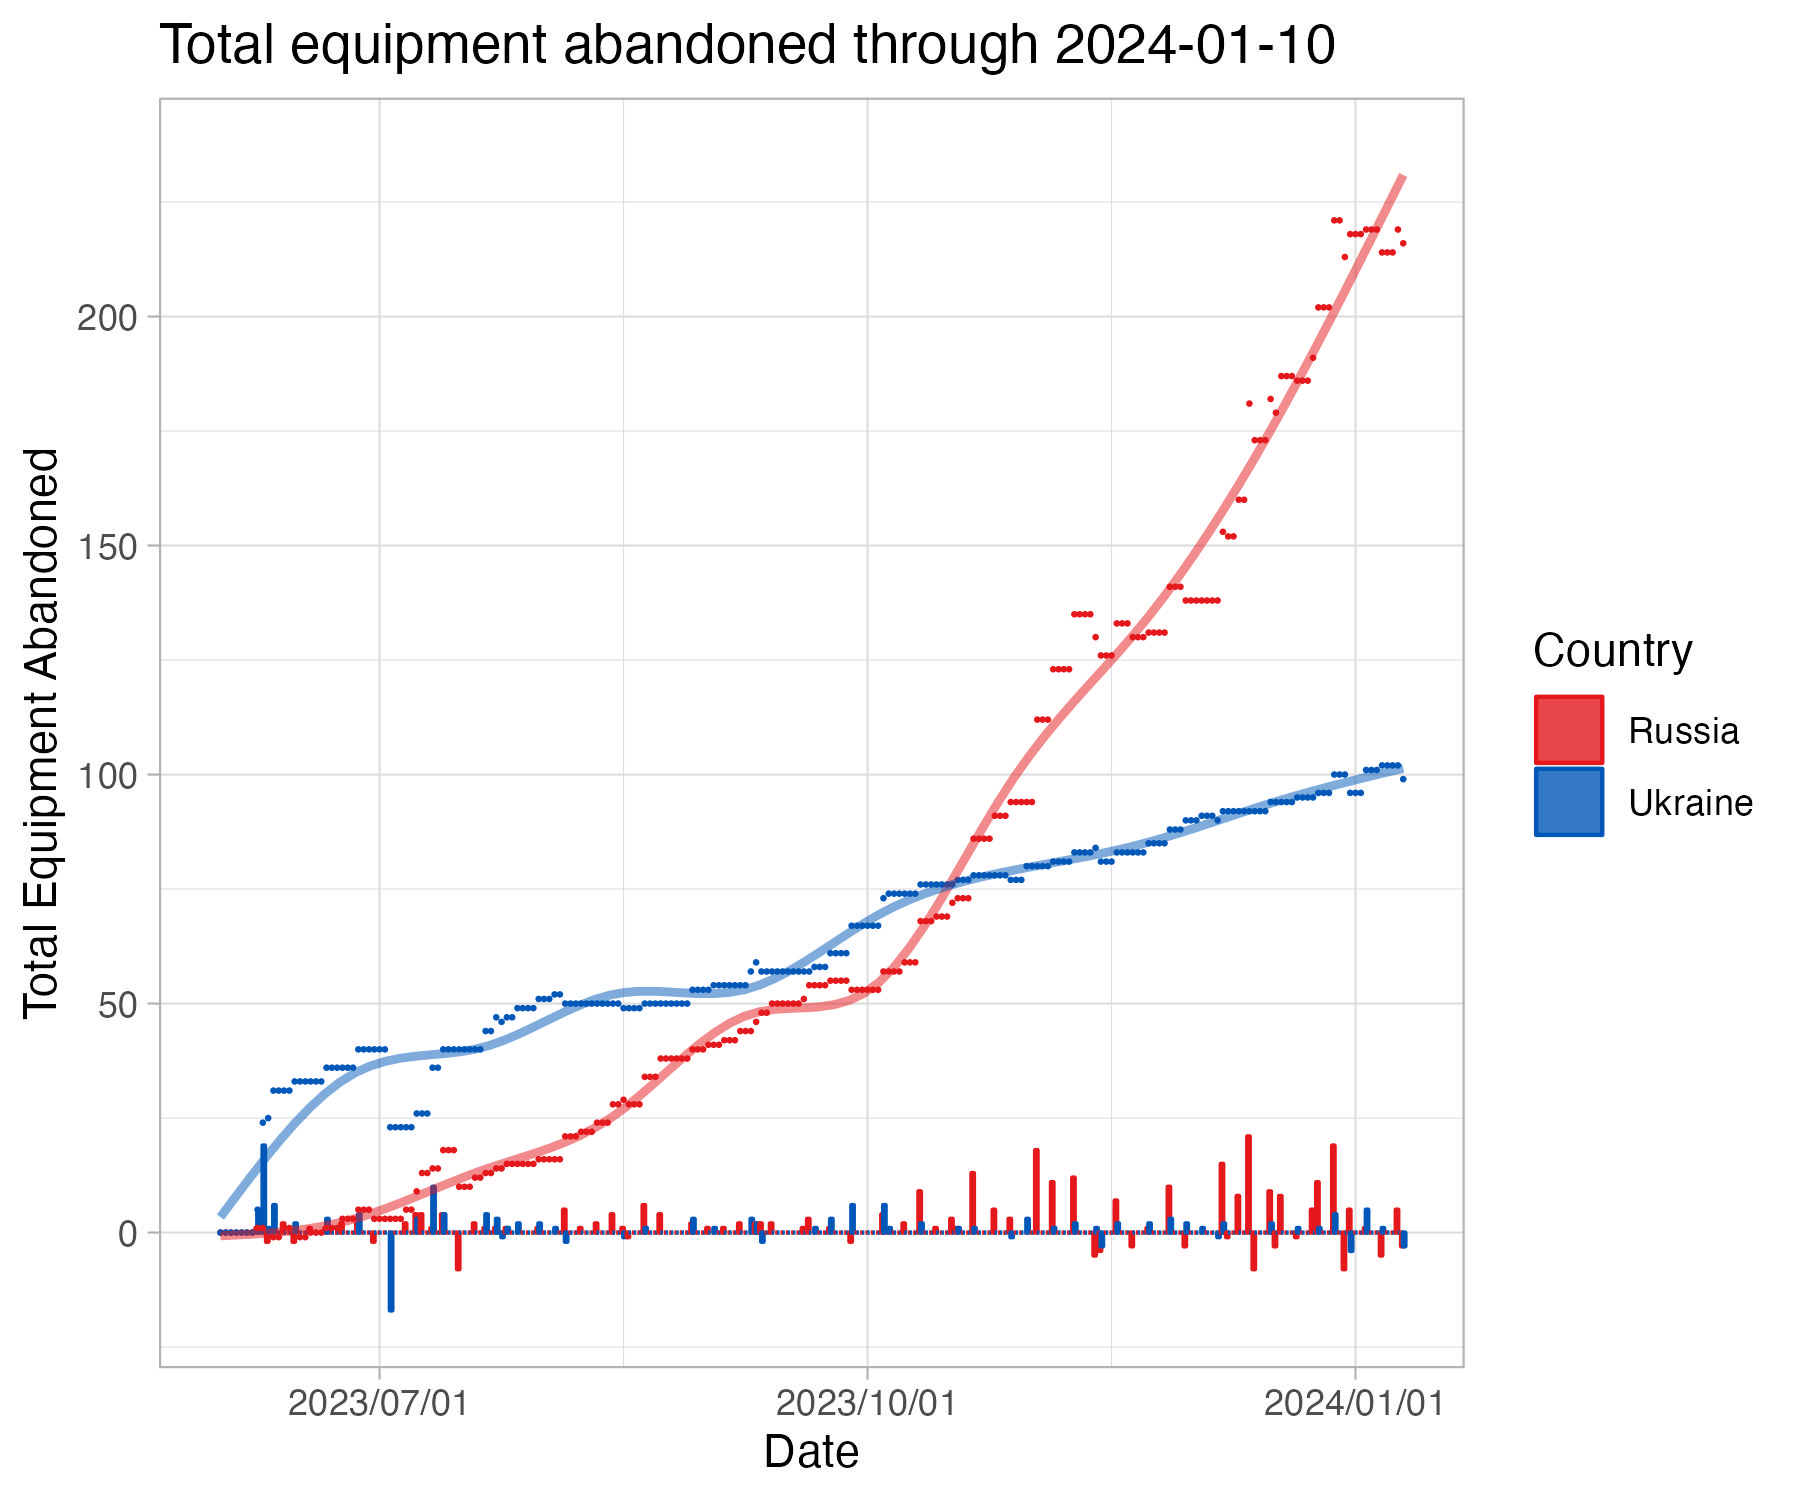 Total equipment abandoned through 2024-01-10
Total Equipment Abandoned
200
150
100
50
0
2023/07/01
2023/10/01
2024/01/01
Date
Country
Russia
Ukraine